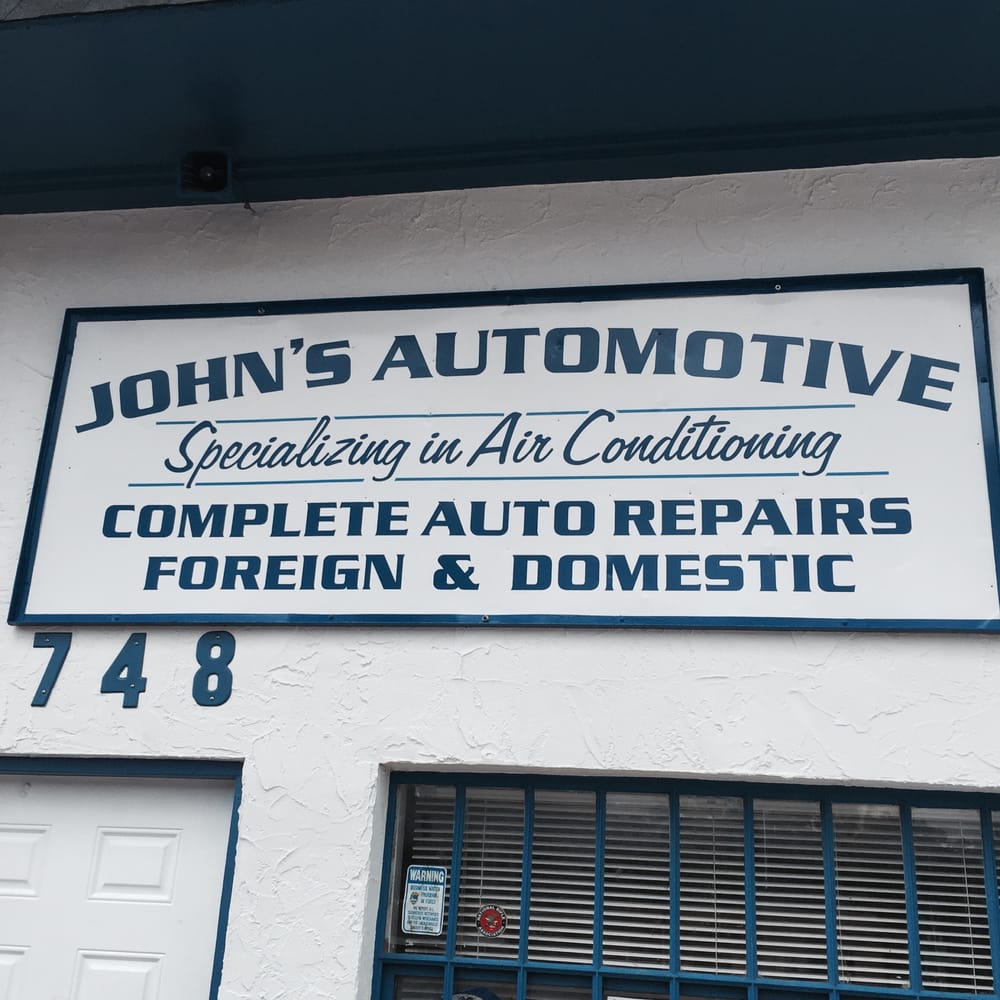 JOHN'S AUTOMOTIVE
Specializing in Air Conditioning
COMPLETE AUTO REPAIRS
FOREIGN & DOMESTIC
748
WARNING